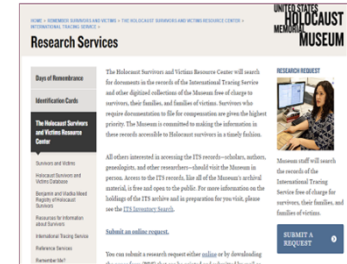 HOME » REMEMBER SURVIVORS AND VICTIMS » THE HOLOCAUST SURVIVORS AND VICTIMS RESOURCE CENTER »
INTERNATIONAL TRACING SERVICE »
UNITED STATES
HOLOCAUST
MEMORIAL
MUSEUM
Research Services
Days of Remembrance
Identification Cards
The Holocaust Survivors
and Victims Resource
Center
Survivors and Victims
Holocaust Survivors and
Victims Database
Benjamin and Vladka Meed
Registry of Holocaust
Survivors
Resources for Information
about Survivors
International Tracing Service
Reference Services
Remember Me?
The Holocaust Survivors and Victims Resource Center will search
for documents in the records of the International Tracing Service
and other digitized collections of the Museum free of charge to
survivors, their families, and families of victims. Survivors who
require documentation to file for compensation are given the highest
priority. The Museum is committed to making the information in
these records accessible to Holocaust survivors in a timely fashion.
All others interested in accessing the ITS records—scholars, authors,
genealogists, and other researchers—should visit the Museum in
person. Access to the ITS records, like all of the Museum's archival
material, is free and open to the public. For more information on the
holdings of the ITS archive and in preparation for your visit, please
see the ITS Inventory Search.
Submit an online request.
You can submit a research request either online or by downloading
RESEARCH REQUEST
Museum staff will search
the records of the
International Tracing
Service free of charge for
survivors, their families, and
families of victims.
SUBMIT A
REQUEST